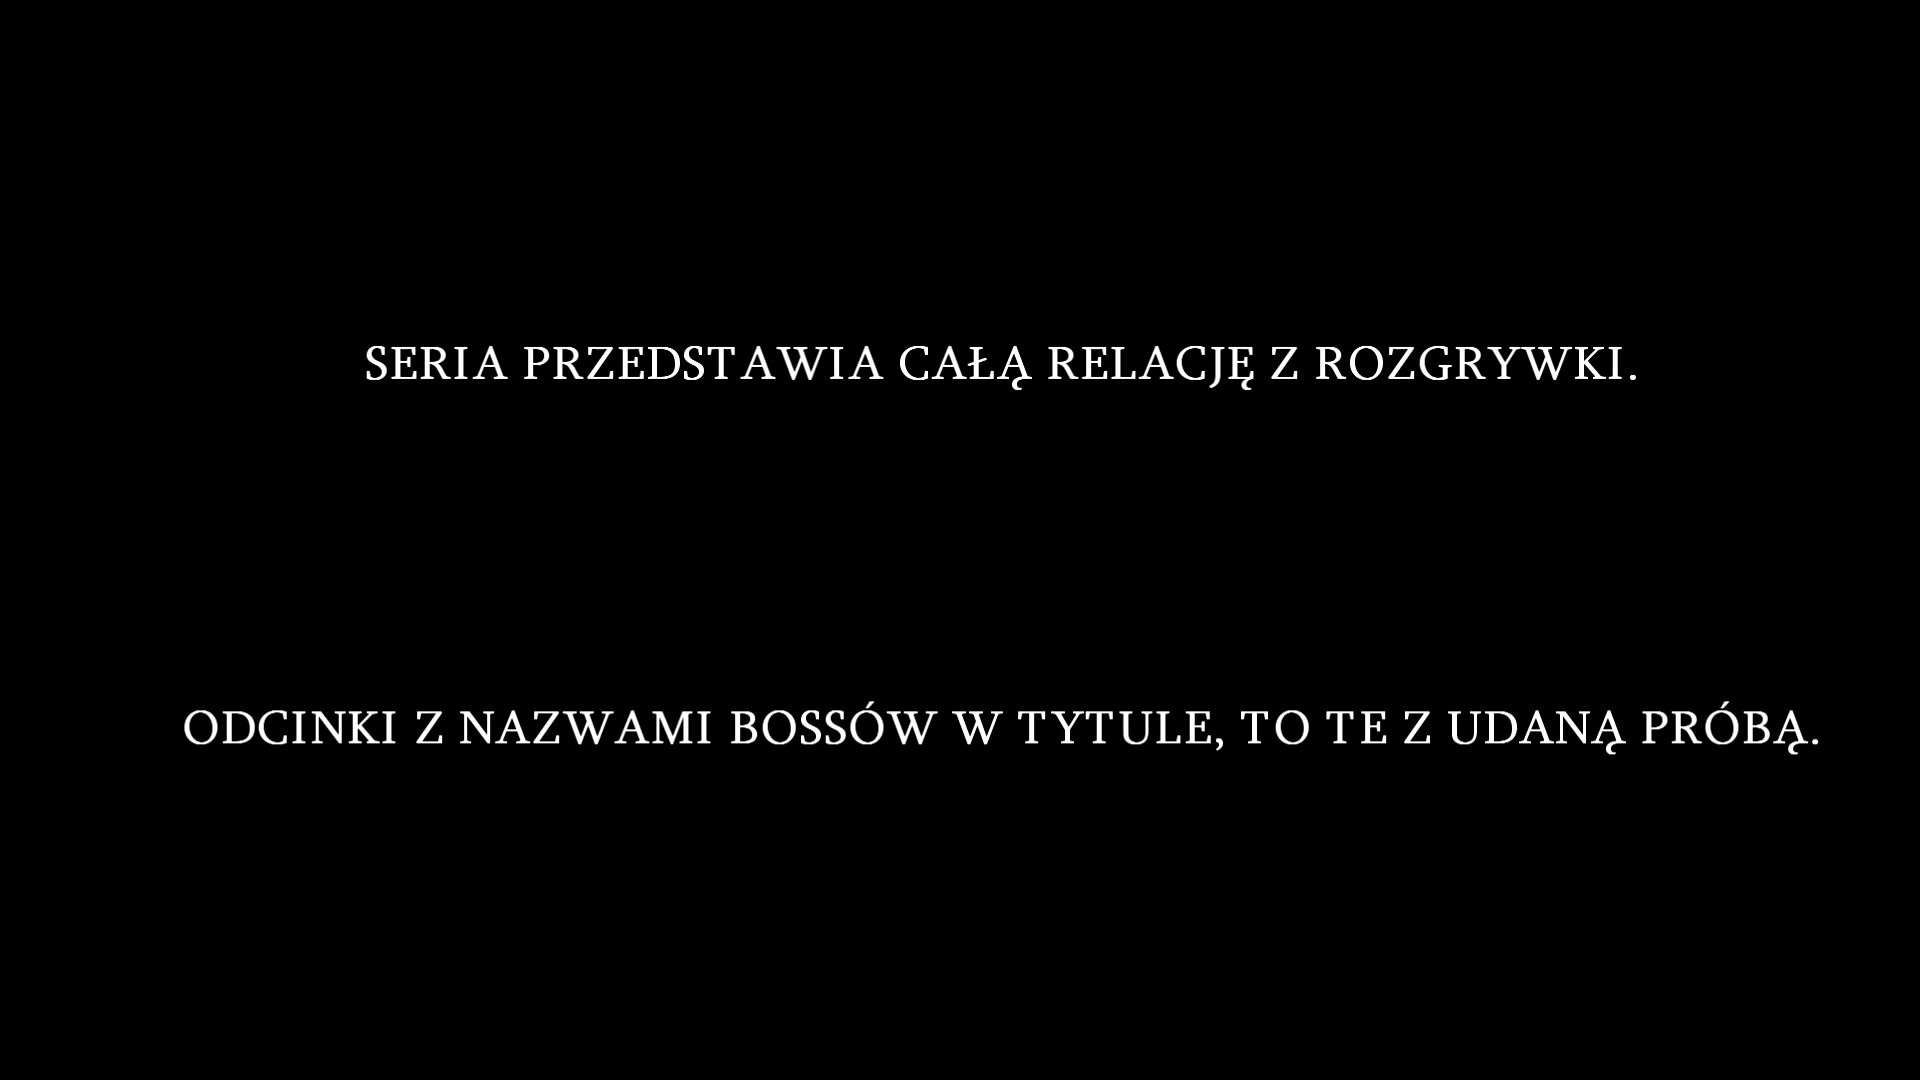 SERIA PRZEDSTAWIA CAŁĄ RELACJĘ Z ROZGRYWKI.
ODCINKI Z NAZWAMI BOSSÓW W TYTULE, TO TE Z UDANĄ PRÓBĄ.